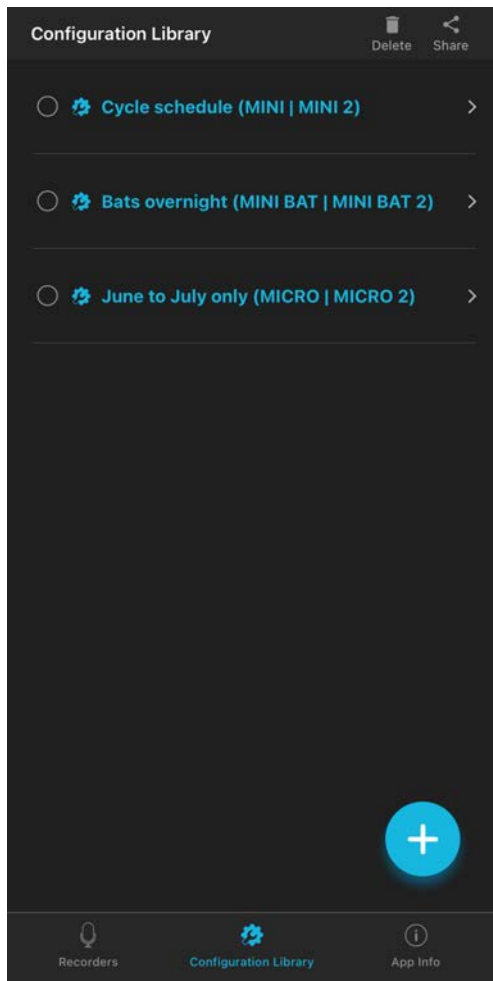 Configuration Library
Delete
Share
Cycle schedule (MINI | MINI 2)
Bats overnight (MINI BAT | MINI BAT 2)
June to July only (MICRO | MICRO 2)
Recorders
Configuration Library
App Info